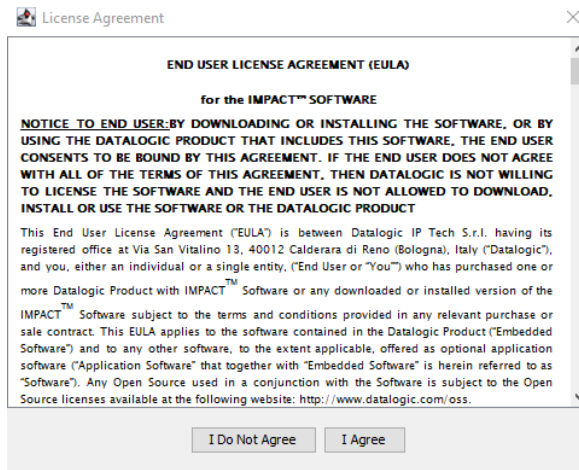 License Agreement
END USER LICENSE AGREEMENT (EULA)
for the IMPACT™ SOFTWARE
NOTICE TO END USER:BY DOWNLOADING OR INSTALLING THE SOFTWARE, OR BY
USING THE DATALOGIC PRODUCT THAT INCLUDES THIS SOFTWARE, THE END USER
CONSENTS TO BE BOUND BY THIS AGREEMENT. IF THE END USER DOES NOT AGREE
WITH ALL OF THE TERMS OF THIS AGREEMENT, THEN DATALOGIC IS NOT WILLING
TO LICENSE THE SOFTWARE AND THE END USER IS NOT ALLOWED TO DOWNLOAD,
INSTALL OR USE THE SOFTWARE OR THE DATALOGIC PRODUCT
This End User License Agreement ("EULA") is between Datalogic IP Tech S.r.l. having its
registered office at Via San Vitalino 13, 40012 Calderara di Reno (Bologna), Italy ("Datalogic"),
and you, either an individual or a single entity, ("End User or "You"") who has purchased one or
more Datalogic Product with IMPACT™ Software or any downloaded or installed version of the
IMPACT™ Software subject to the terms and conditions provided in any relevant purchase or
sale contract. This EULA applies to the software contained in the Datalogic Product ("Embedded
Software") and to any other software, to the extent applicable, offered as optional application
software ("Application Software" that together with "Embedded Software" is herein referred to as
"Software"). Any Open Source used in a conjunction with the Software is subject to the Open
Source licenses available at the following website: http://www.datalogic.com/oss.
I Do Not Agree
I Agree